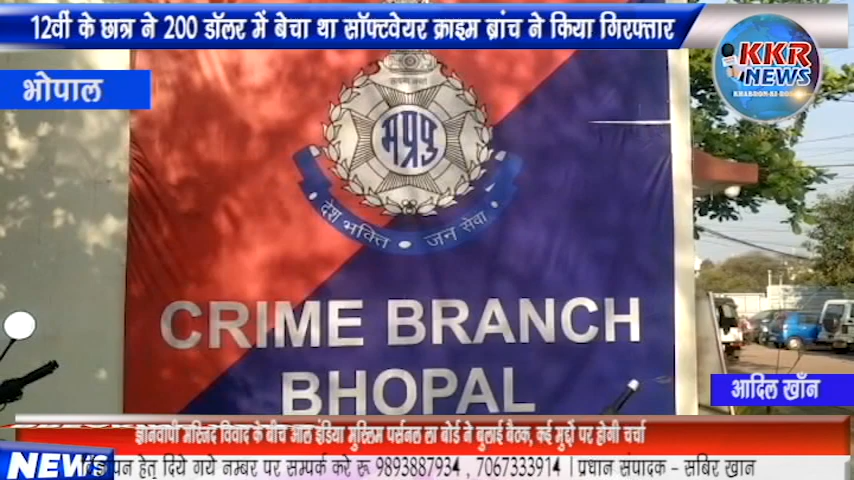 12वीं के छात्र ने 200 डॉलर में बेचा था सॉफ्टवेयर क्राइम ब्रांच ने किया गिरफ्तार
KKR
NEWS
भोपाल
मप्रपु
देश भक्ति जन सेवा
CRIME BRANCH
BHOPAL
आदिल खाँन
ज्ञानवापी मस्जिद विवाद के बीच आल इंडिया मुस्लिम पर्सनल ला बोर्ड ने बुलाई बैठक, कई मुद्दों पर होगी चर्चा
NEWS
हेतु दिये गये नम्बर पर सम्पर्क करे रू 9893887934 , 7067333914 | प्रधान संपादक – सबिर खान